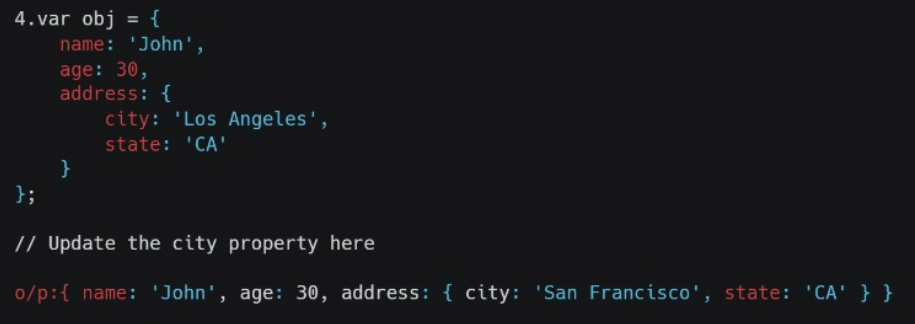 4.var obj = {
name: 'John',
age: 30,
address: {
city: 'Los Angeles',
state: 'CA'
}
};
// Update the city property here
o/p:{ name: 'John', age: 30, address: { city: 'San Francisco', state: 'CA' } }